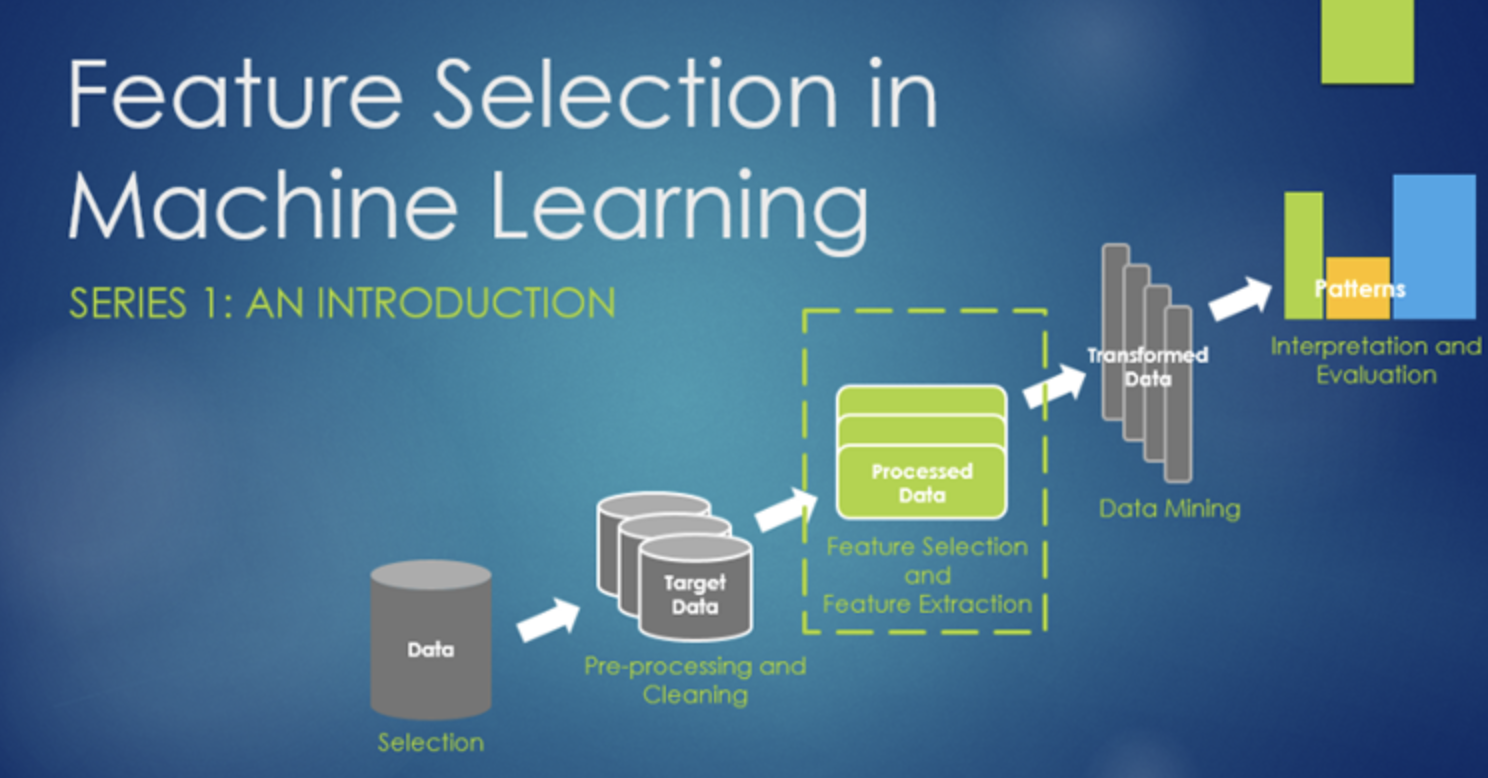 Feature Selection in
Machine Learning
SERIES 1: AN INTRODUCTION
Data
Selection
Target
Data
Pre-processing and
Cleaning
Processed
Data
Feature Selection
and
Feature Extraction
Transformed
Data
Data Mining
Patterns
Interpretation and
Evaluation